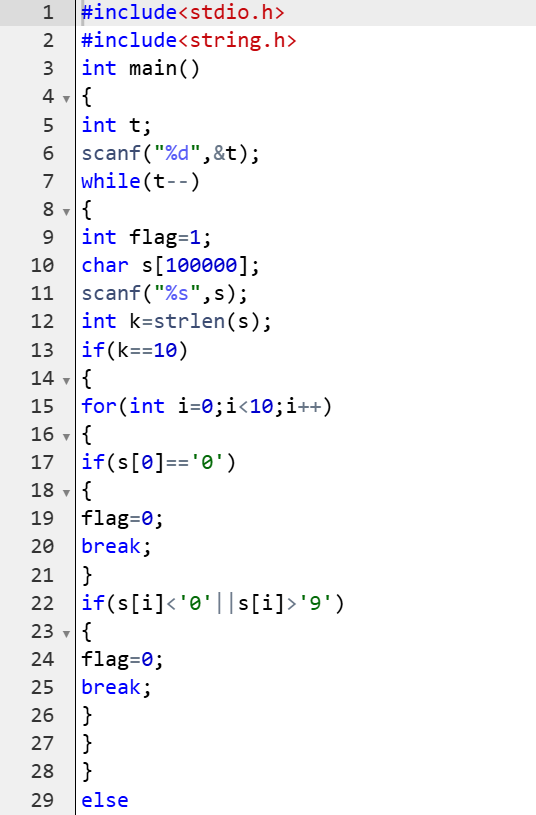 1 #include<stdio.h>
2 #include<string.h>
3 int main()
4 {
5 int t;
6 scanf("%d",&t);
7 while(t--)
8 {
9 int flag=1;
10 char s[100000];
11 scanf("%s",s);
12 int k=strlen(s);
13 if(k==10)
14 {
15 for(int i=0;i<10;i++)
16 {
17 if(s[0]=='0')
18 {
19 flag=0;
20 break;
21 }
22 if(s[i]<'0'||s[i]>'9')
23 {
24 flag=0;
25 break;
26 }
27 }
28 }
29 else